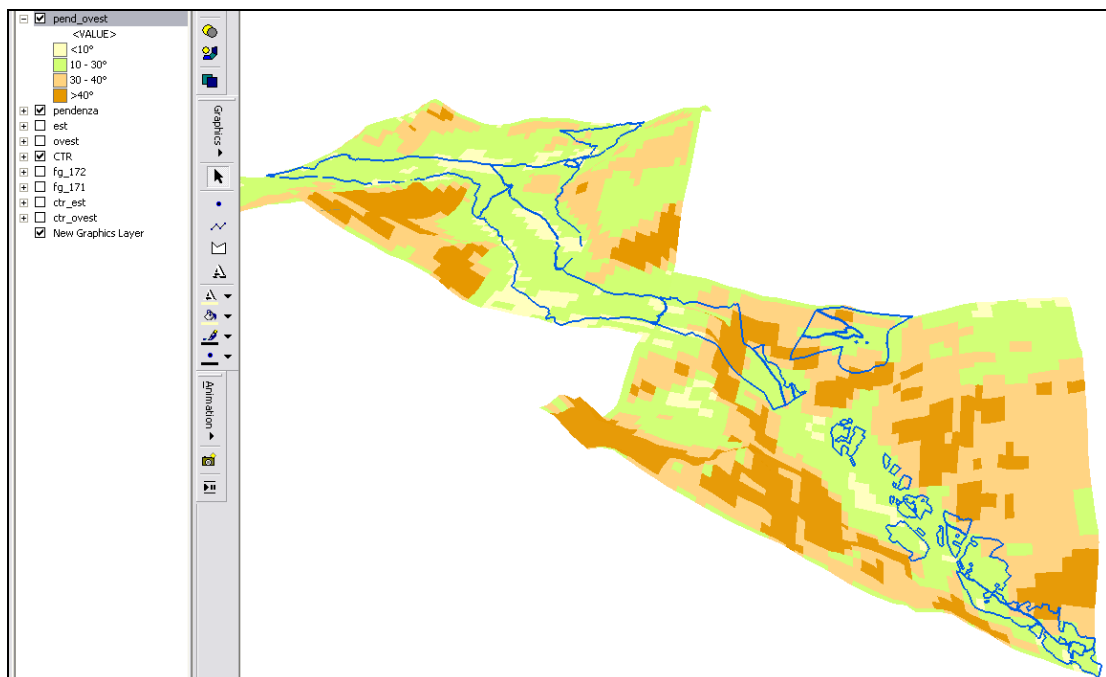 pend_ovest
<VALUE>
<10°
10 - 30°
30 - 40°
>40°
pendenza
est
ovest
CTR
fg_172
fg_171
ctr_est
ctr_ovest
New Graphics Layer
Graphics
A
A
Animation